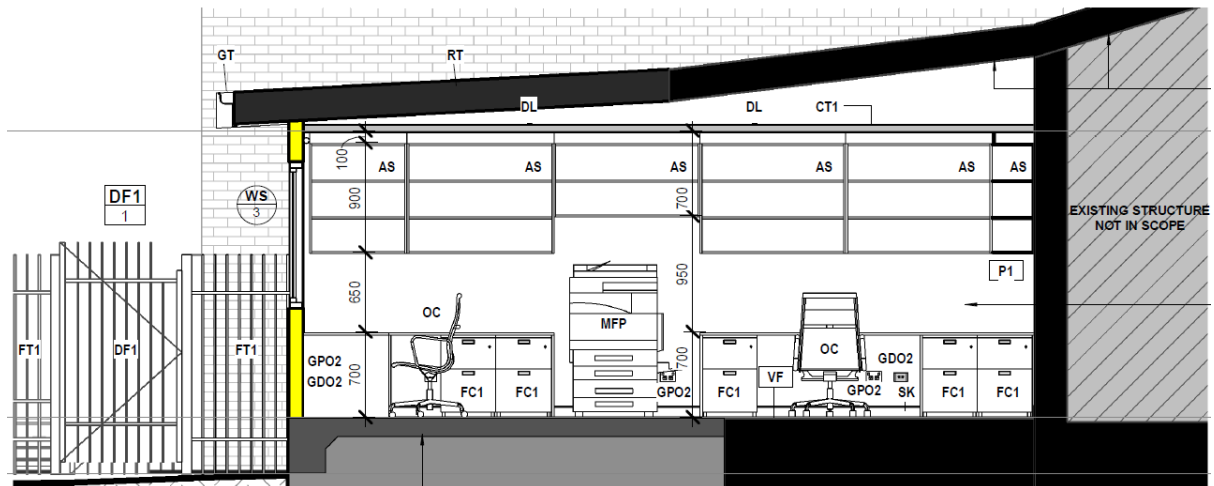 GT
RT
DL
DL
CT1
100
AS
AS
AS
AS
AS
AS
DF1
1
WS
3
900
700
EXISTING STRUCTURE
NOT IN SCOPE
P1
650
950
OC
MFP
OC
FT1
DF1
FT1
GPO2
GDO2
700
FC1
FC1
GPO2
700
FC1
VF
GDO2
GPO2
SK
FC1
FC1